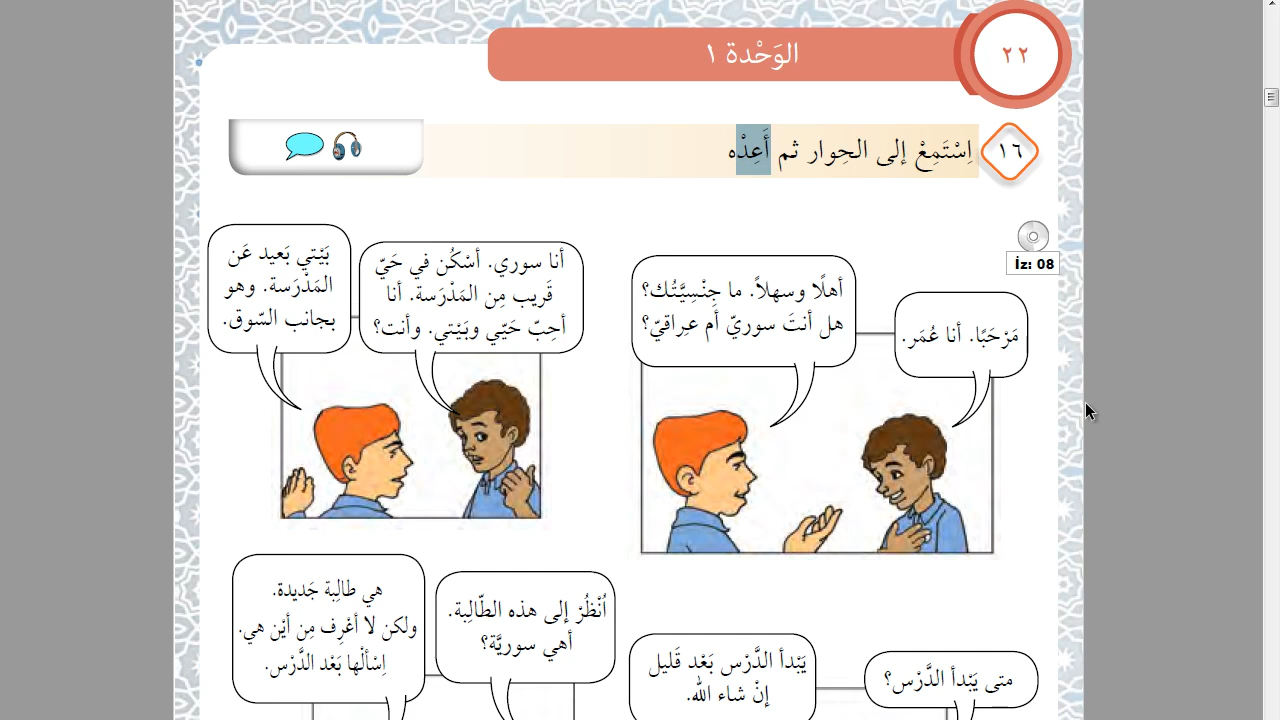 الوَحْدة ١
٢٢
١٦
اِسْتَمِعْ إلى الحِوار ثم أَعِدْه
İz: 08
مَرْحَبًا. أنا عُمَر.
أهلًا وسهلاً. ما جِنْسِيَّتُك؟
هل أنتَ سوريّ أم عِراقيّ؟
أنا سوري. أسْكُن في حَيّ
قَريب مِن المَدْرَسة. أنا
أحِبّ حَيّي وبَيْتي. وأنت؟
بَيْتي بَعيد عَن
المَدْرَسة. وهو
بجانب السّوق.
متى يَبْدأ الدَّرْس؟
يَبْدأ الدَّرْس بَعْد قَليل
إنْ شاء الله.
اُنْظُرْ إلى هذه الطّالِبة.
أهي سوريَّة؟
هي طالِبة جَديدة.
ولكن لا أعْرِف مِن أيْن هي.
اِسْألْها بَعْد الدَّرْس.